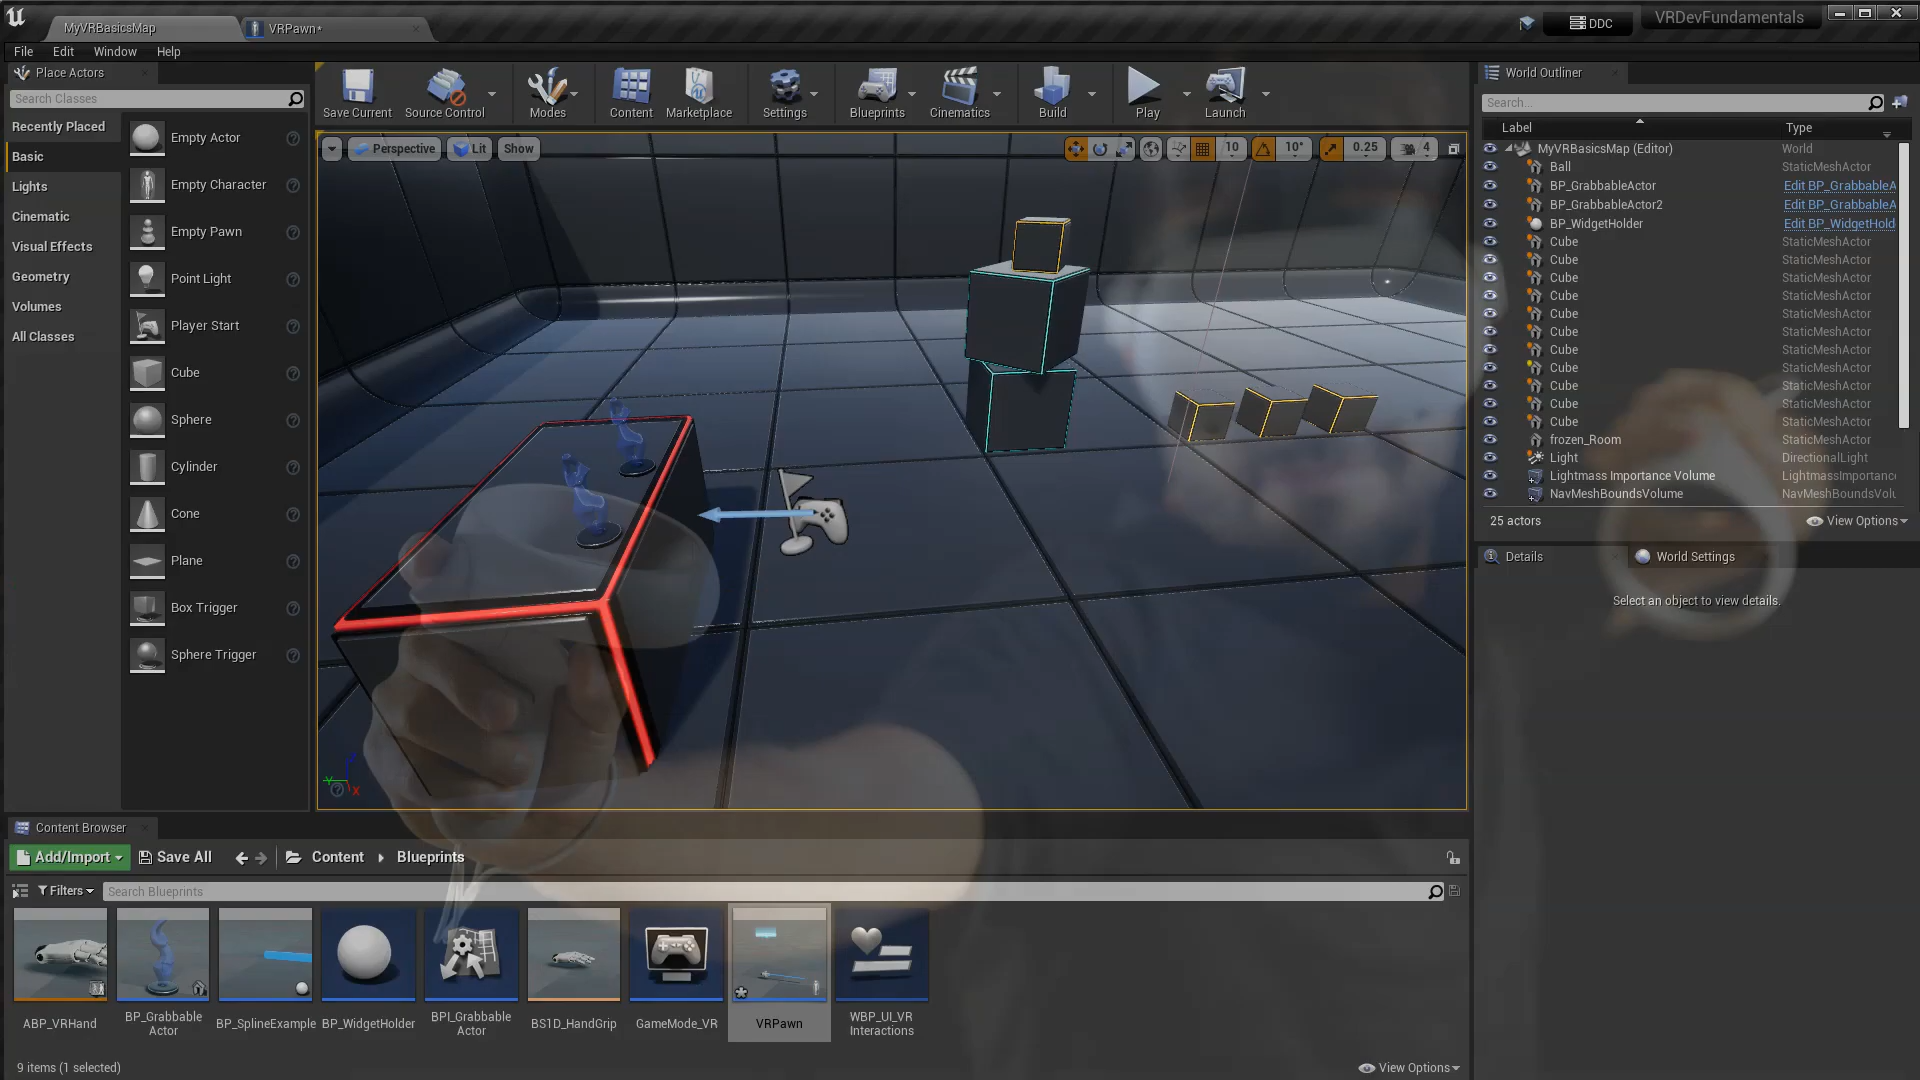 MyVRBasicsMap
VRPawn*
DDC
VRDevFundamentals
File Edit Window Help
Place Actors
Search Classes
Recently Placed
Basic
Lights
Cinematic
Visual Effects
Geometry
Volumes
All Classes
Empty Actor
Empty Character
Empty Pawn
Point Light
Player Start
Cube
Sphere
Cylinder
Cone
Plane
Box Trigger
Sphere Trigger
Save Current Source Control Modes Content Marketplace Settings Blueprints Cinematics Build Play Launch
Perspective Lit Show 10 10° 0.25 4
X
World Outliner
Search...
Label Type
MyVRBasicsMap (Editor) World
Ball StaticMeshActor
BP_GrabbableActor Edit BP_GrabbableA
BP_GrabbableActor2 Edit BP_GrabbableA
BP_WidgetHolder Edit BP_WidgetHold
Cube StaticMeshActor
Cube StaticMeshActor
Cube StaticMeshActor
Cube StaticMeshActor
Cube StaticMeshActor
Cube StaticMeshActor
Cube StaticMeshActor
Cube StaticMeshActor
Cube StaticMeshActor
Cube StaticMeshActor
Cube StaticMeshActor
frozen_Room StaticMeshActor
Light DirectionalLight
Lightmass Importance Volume LightmassImportance
NavMeshBoundsVolume NavMeshBoundsVolu
25 actors View Options
Details World Settings
Select an object to view details.
Content Browser
Add/Import Save All Content Blueprints
Filters Search Blueprints
ABP_VRHand
BP_Grabbable
Actor
BP_SplineExample
BP_WidgetHolder
BPI_Grabbable
Actor
BS1D_HandGrip
GameMode_VR
VRPawn
WBP_UI_VR
Interactions
9 items (1 selected) View Options